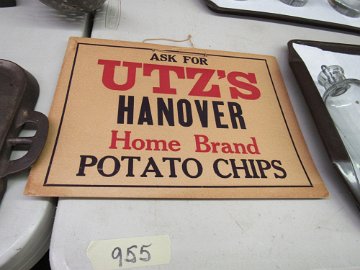 ASK FOR
UTZ'S
HANOVER
Home Brand
POTATO CHIPS
955